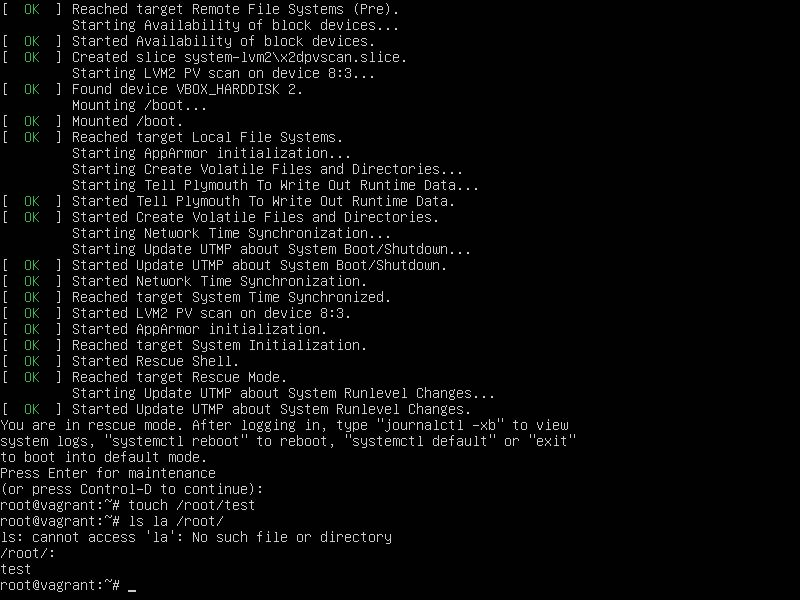 [  OK  ] Reached target Remote File Systems (Pre).
         Starting Availability of block devices...
[  OK  ] Started Availability of block devices.
[  OK  ] Created slice system-lvm2\x2dpvscan.slice.
         Starting LVM2 PV scan on device 8:3...
[  OK  ] Found device VBOX_HARDDISK 2.
         Mounting /boot...
[  OK  ] Mounted /boot.
[  OK  ] Reached target Local File Systems.
         Starting AppArmor initialization...
         Starting Create Volatile Files and Directories...
         Starting Tell Plymouth To Write Out Runtime Data...
[  OK  ] Started Tell Plymouth To Write Out Runtime Data.
[  OK  ] Started Create Volatile Files and Directories.
         Starting Network Time Synchronization...
         Starting Update UTMP about System Boot/Shutdown...
[  OK  ] Started Update UTMP about System Boot/Shutdown.
[  OK  ] Started Network Time Synchronization.
[  OK  ] Reached target System Time Synchronized.
[  OK  ] Started LVM2 PV scan on device 8:3.
[  OK  ] Started AppArmor initialization.
[  OK  ] Reached target System Initialization.
[  OK  ] Started Rescue Shell.
[  OK  ] Reached target Rescue Mode.
         Starting Update UTMP about System Runlevel Changes...
[  OK  ] Started Update UTMP about System Runlevel Changes.
You are in rescue mode. After logging in, type "journalctl -xb" to view
system logs, "systemctl reboot" to reboot, "systemctl default" or "exit"
to boot into default mode.
Press Enter for maintenance
(or press Control-D to continue):
root@vagrant:~# touch /root/test
root@vagrant:~# ls la /root/
ls: cannot access 'la': No such file or directory
/root/:
test
root@vagrant:~# _